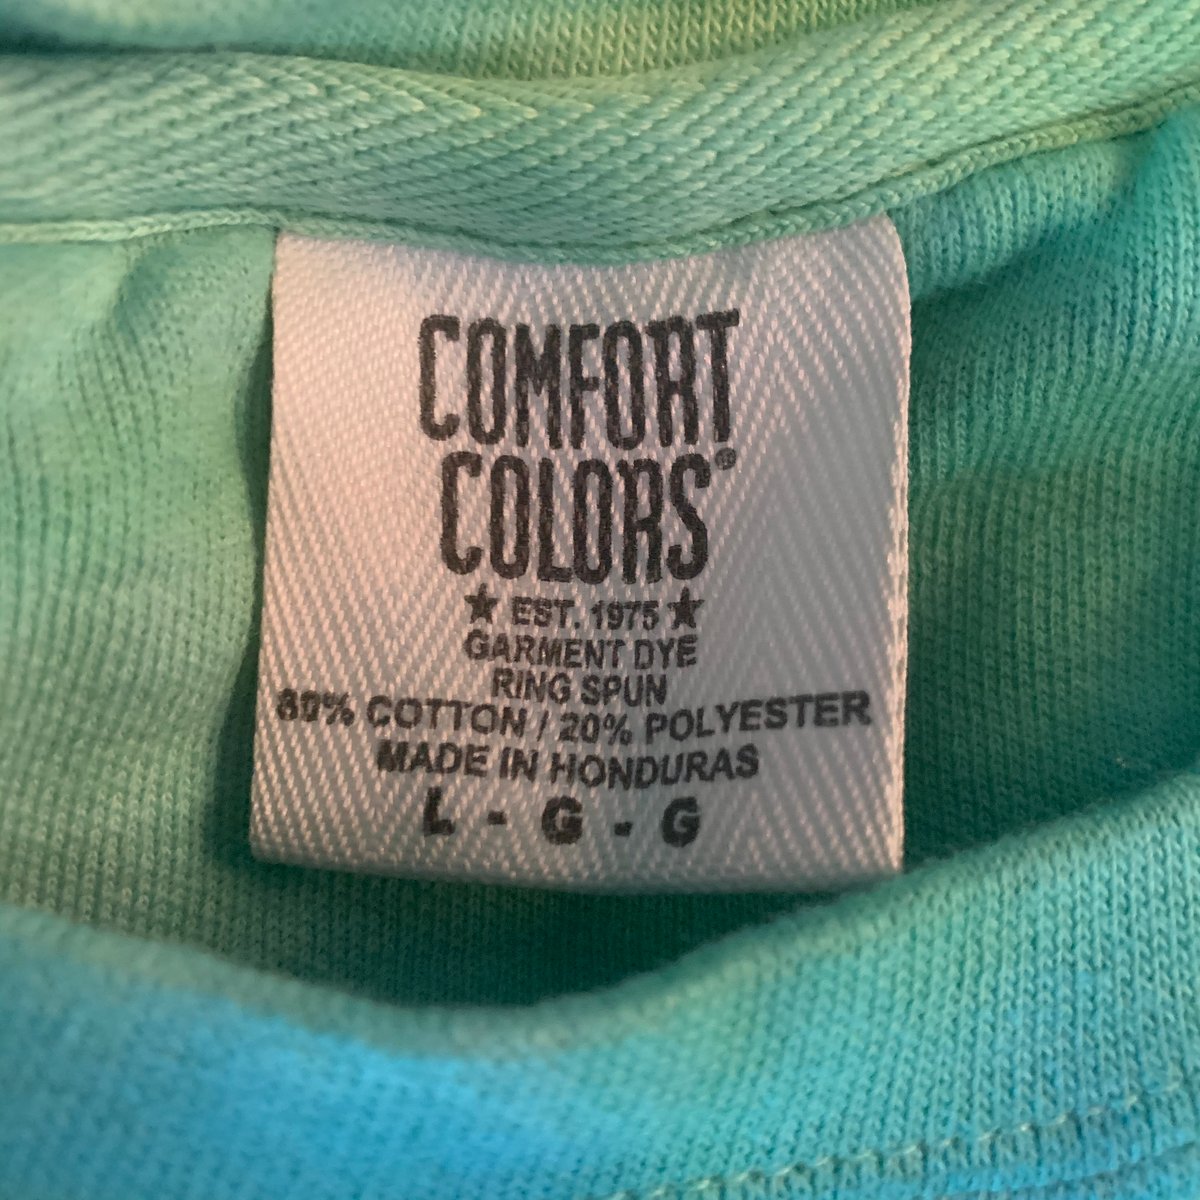 COMFORT
COLORS®
★ EST. 1975 ★
GARMENT DYE
RING SPUN
80% COTTON / 20% POLYESTER
MADE IN HONDURAS
L - G - G